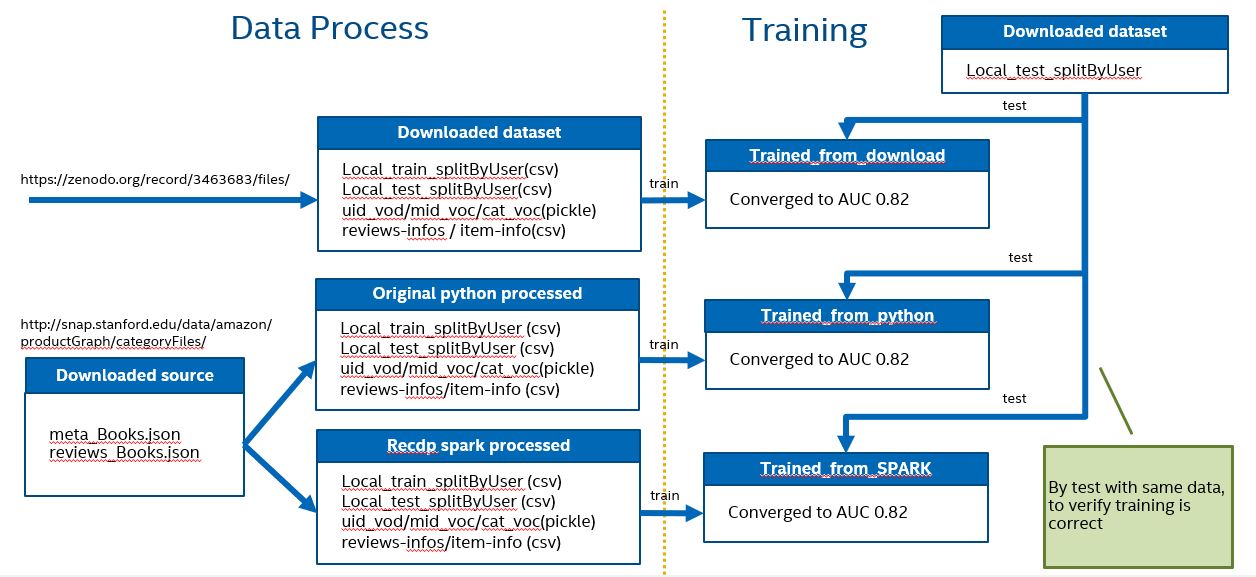 Data Process
Training
Downloaded dataset
Local_test_splitByUser
test
https://zenodo.org/record/3463683/files/
Downloaded dataset
Local_train_splitByUser(csv)
Local_test_splitByUser(csv)
uid_vod/mid_voc/cat_voc(pickle)
reviews-infos / item-info(csv)
train
Trained_from_download
Converged to AUC 0.82
test
http://snap.stanford.edu/data/amazon/
productGraph/categoryFiles/
Downloaded source
meta_Books.json
reviews_Books.json
Original python processed
Local_train_splitByUser (csv)
Local_test_splitByUser (csv)
uid_vod/mid_voc/cat_voc(pickle)
reviews-infos/item-info (csv)
train
Trained_from_python
Converged to AUC 0.82
test
Recdp spark processed
Local_train_splitByUser (csv)
Local_test_splitByUser (csv)
uid_vod/mid_voc/cat_voc(pickle)
reviews-infos/item-info (csv)
train
Trained_from_SPARK
Converged to AUC 0.82
By test with same data,
to verify training is
correct